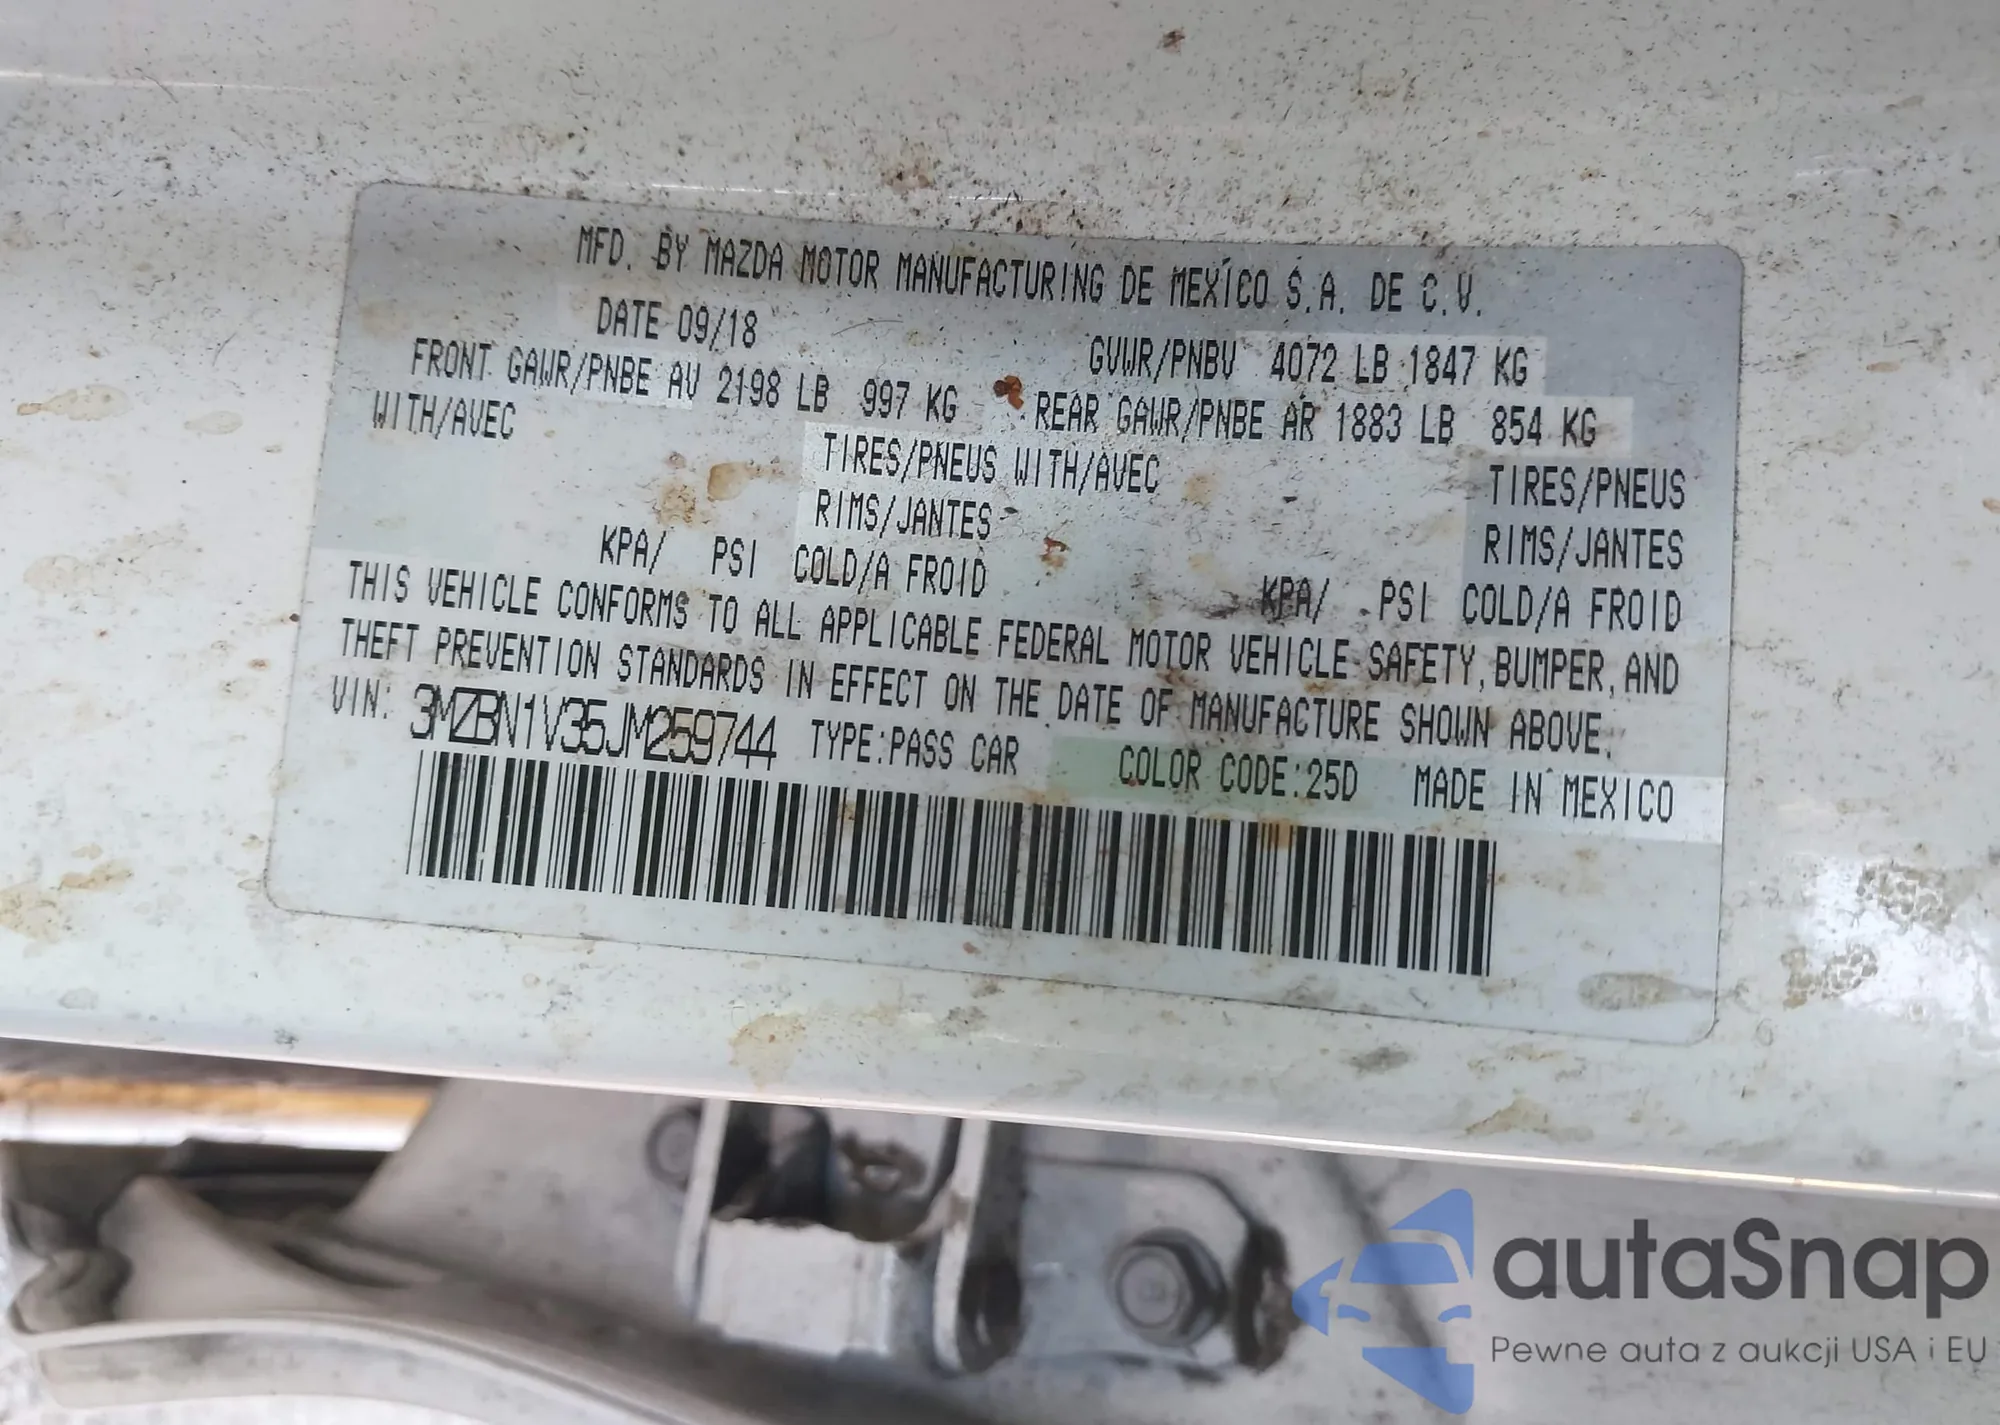 MFD. BY MAZDA MOTOR MANUFACTURING DE MEXICO S.A. DE C.V.
DATE 09/18 GVWR/PNBV 4072 LB 1847 KG
FRONT GAWR/PNBE AV 2198 LB 997 KG REAR GAWR/PNBE AR 1883 LB 854 KG
WITH/AVEC TIRES/PNEUS WITH/AVEC TIRES/PNEUS
RIMS/JANTES RIMS/JANTES
KPA/ PSI COLD/A FROID KPA/ PSI COLD/A FROID
THIS VEHICLE CONFORMS TO ALL APPLICABLE FEDERAL MOTOR VEHICLE SAFETY, BUMPER, AND
THEFT PREVENTION STANDARDS IN EFFECT ON THE DATE OF MANUFACTURE SHOWN ABOVE.
VIN: 3MZBN1V35JM259744 TYPE:PASS CAR COLOR CODE:25D MADE IN MEXICO
autaSnap
Pewne auta z aukcji USA i EU